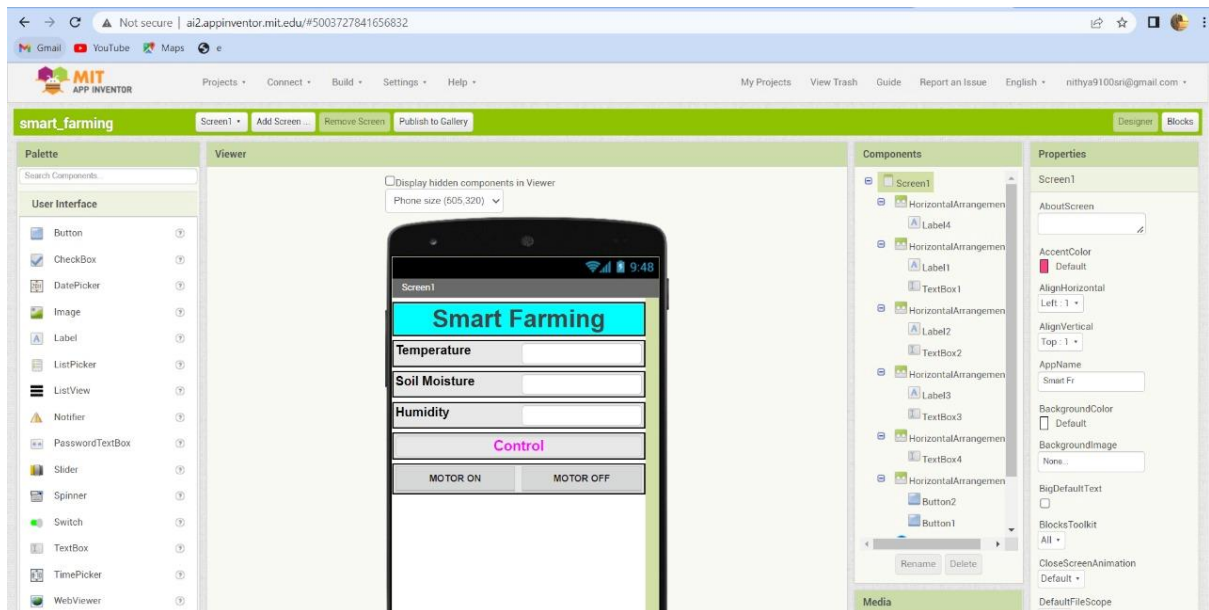 Not secure | ai2.appinventor.mit.edu/#5003727841656832
Gmail YouTube Maps e
MIT
APP INVENTOR
Projects Connect Build Settings Help My Projects View Trash Guide Report an Issue English nithya9100sri@gmail.com
smart_farming Screen1 Add Screen ... Remove Screen Publish to Gallery Designer Blocks
Palette
Search Components...
User Interface
Button
CheckBox
DatePicker
Image
Label
ListPicker
ListView
Notifier
PasswordTextBox
Slider
Spinner
Switch
TextBox
TimePicker
WebViewer
Viewer
Display hidden components in Viewer
Phone size (505,320)
9:48
Screen1
Smart Farming
Temperature
Soil Moisture
Humidity
Control
MOTOR ON MOTOR OFF
Components
Screen1
HorizontalArrangemen
Label4
HorizontalArrangemen
Label1
TextBox1
HorizontalArrangemen
Label2
TextBox2
HorizontalArrangemen
Label3
TextBox3
HorizontalArrangemen
TextBox4
HorizontalArrangemen
Button2
Button1
Rename Delete
Media
Properties
Screen1
AboutScreen
AccentColor
Default
AlignHorizontal
Left : 1
AlignVertical
Top : 1
AppName
Smart Fr
BackgroundColor
Default
BackgroundImage
None...
BigDefaultText
BlocksToolkit
All
CloseScreenAnimation
Default
DefaultFileScope